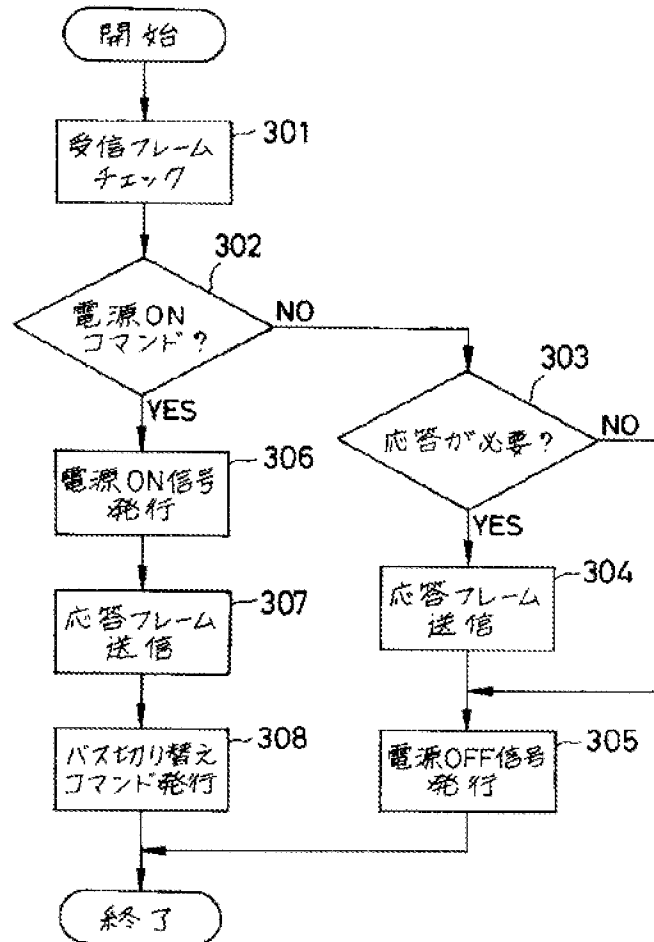 開始
受信フレーム
チェック
301
302
電源ON
コマンド?
NO
YES
303
応答が必要?
NO
YES
306
電源ON信号
発行
304
応答フレーム
送信
307
応答フレーム
送信
308
バス切り替え
コマンド発行
305
電源OFF信号
発行
終了